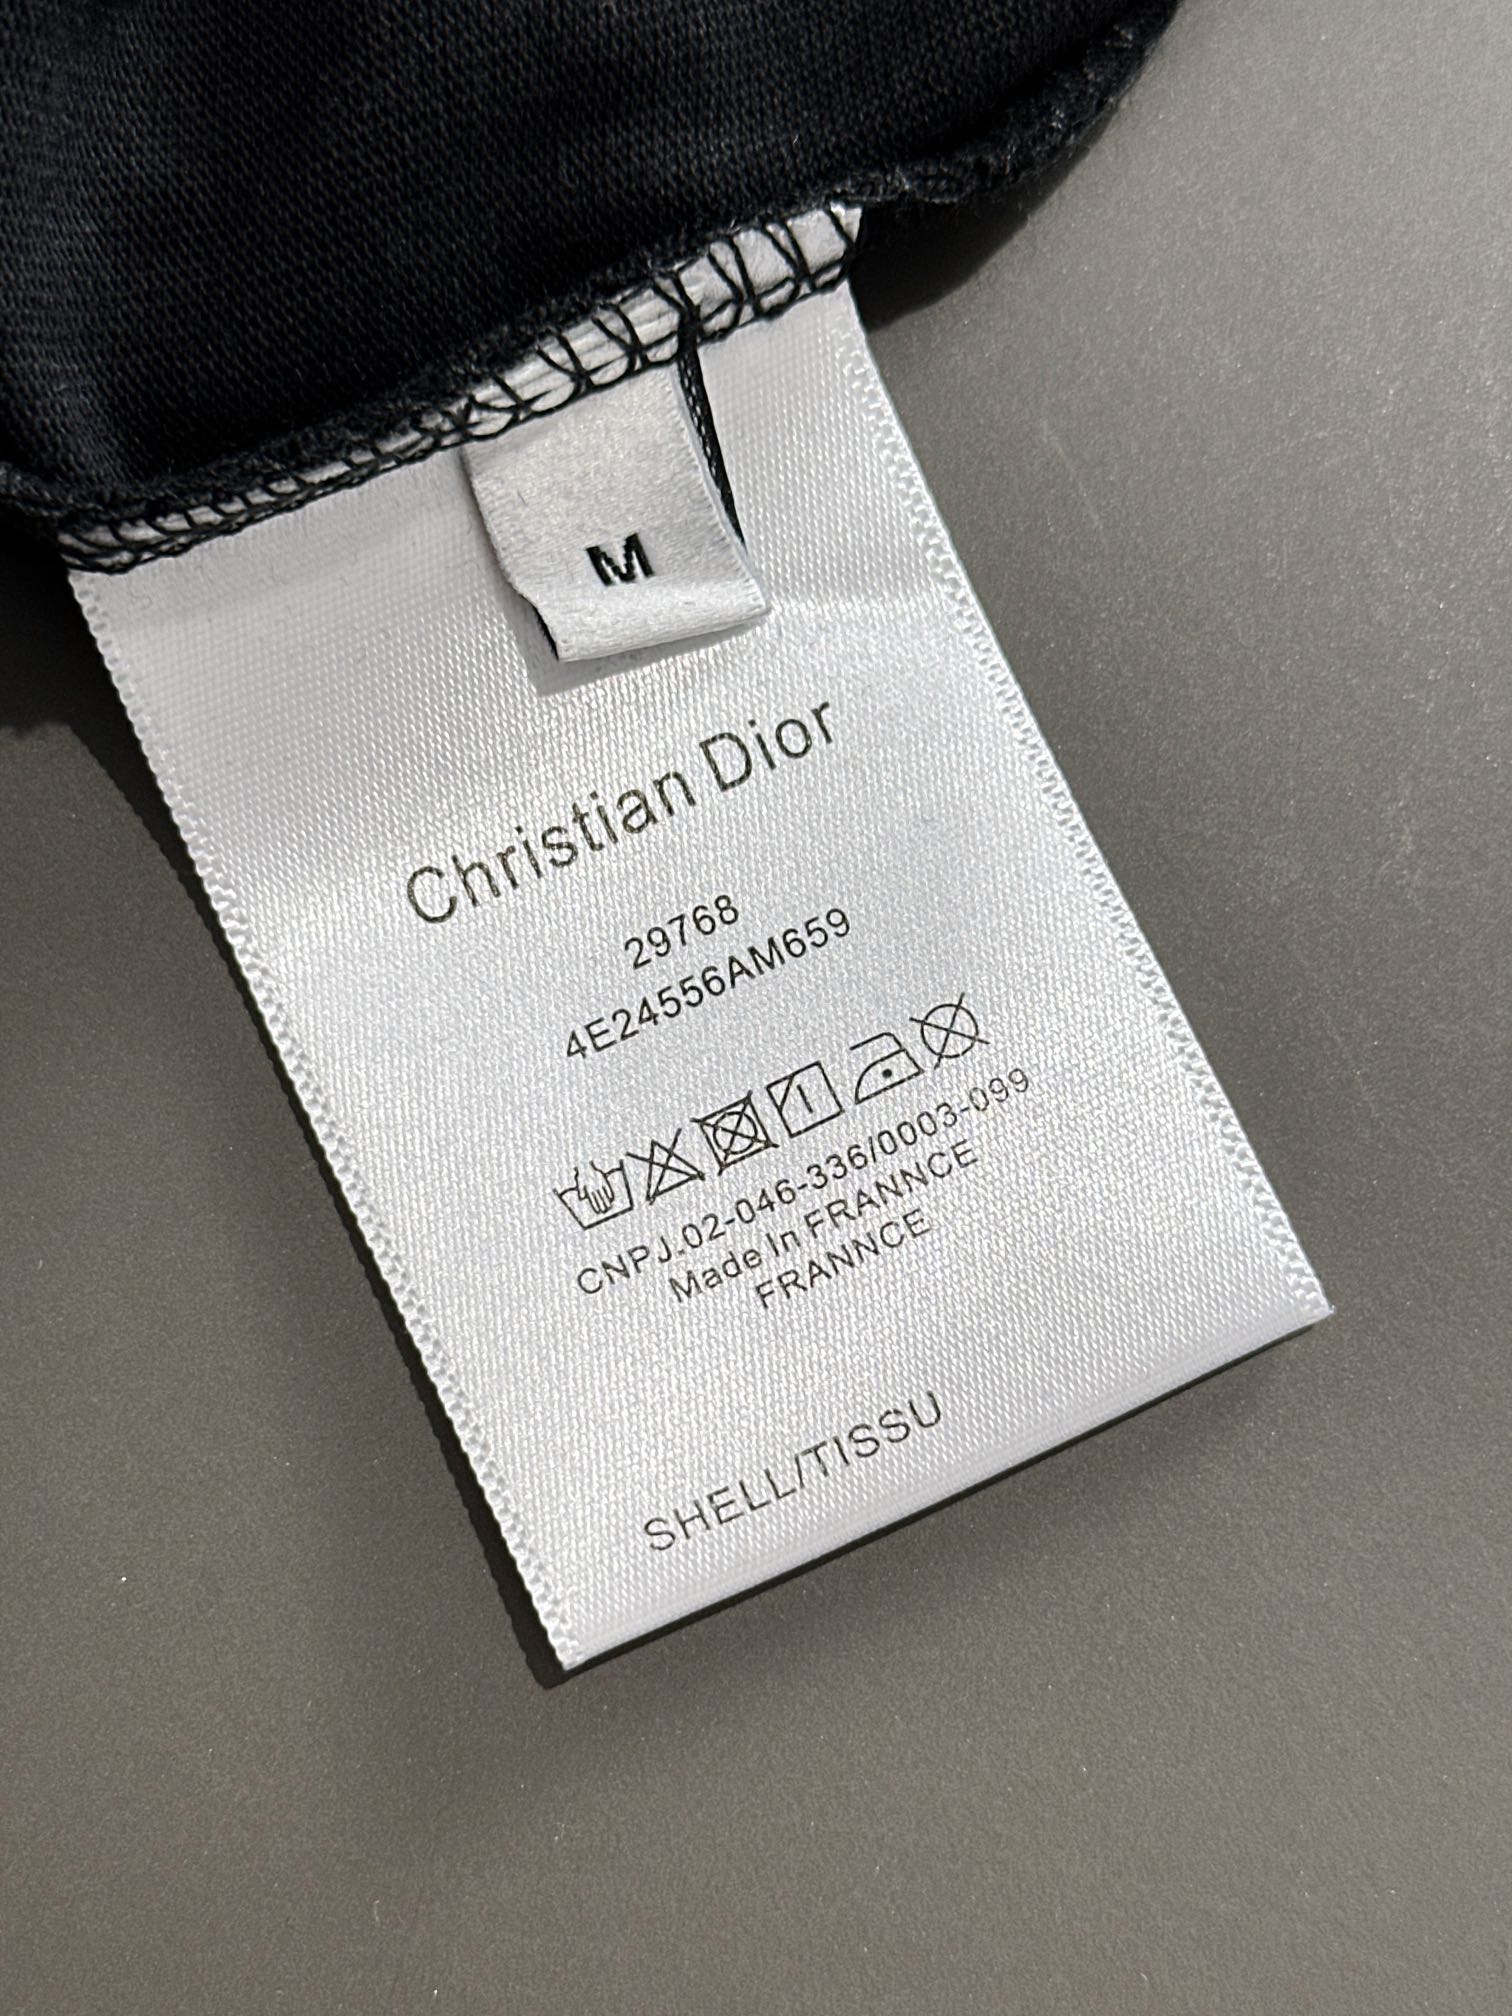 M
Christian Dior
29768
4E24556AM659
CNPJ.02-046-336/0003-099
Made In FRANNCE
FRANNCE
SHELL/TISSU